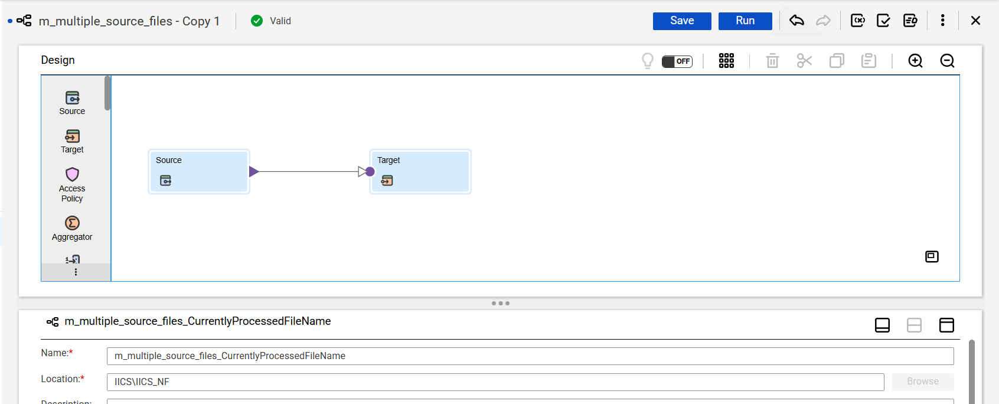 m_multiple_source_files - Copy 1
Valid
Save
Run
Design
OFF
Source
Target
Access
Policy
Aggregator
Source
Target
m_multiple_source_files_CurrentlyProcessedFileName
Name:*
m_multiple_source_files_CurrentlyProcessedFileName
Location:*
IICS\IICS_NF
Browse
Description: